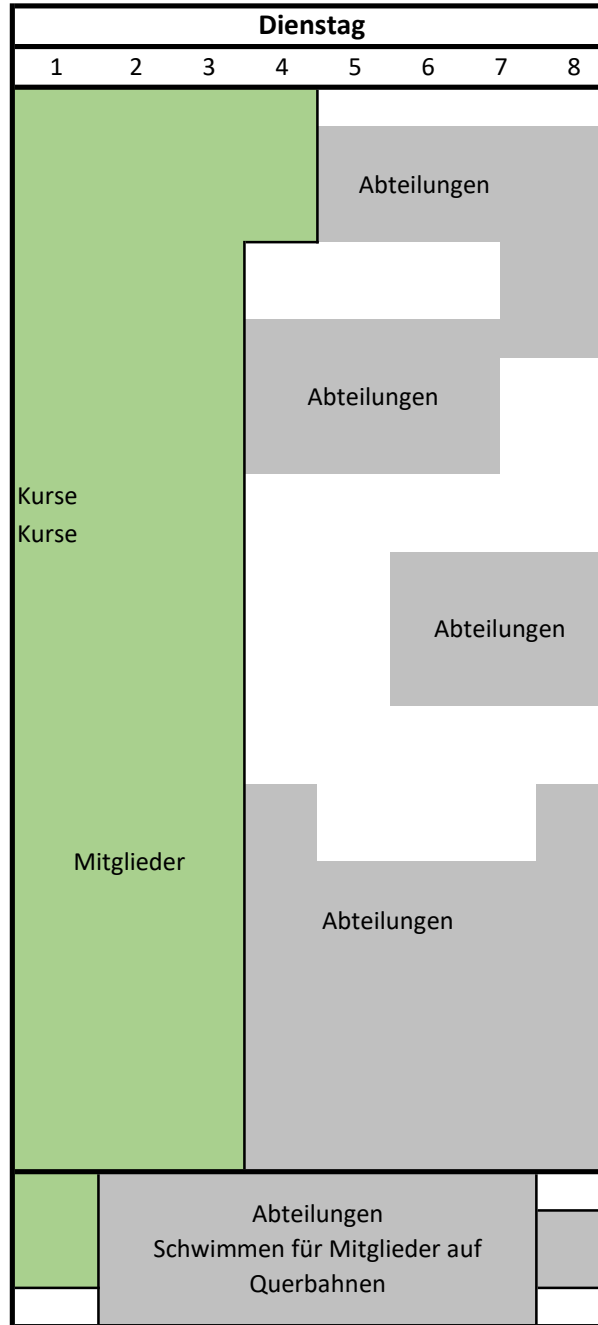 Dienstag
1 2 3 4 5 6 7 8
Abteilungen
Abteilungen
Kurse
Kurse
Abteilungen
Mitglieder
Abteilungen
Abteilungen
Schwimmen für Mitglieder auf
Querbahnen